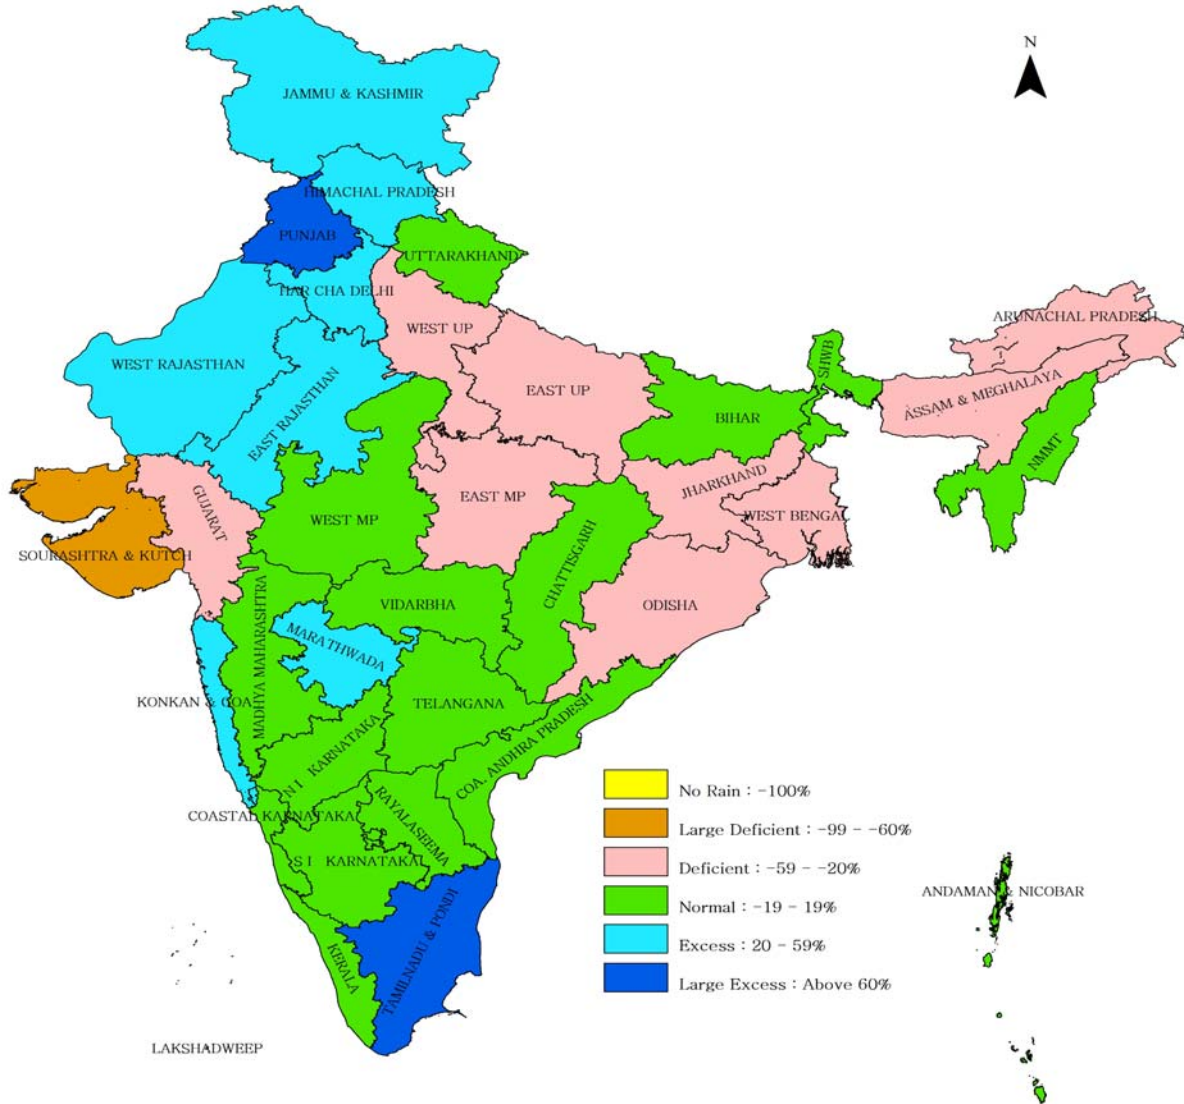 N
JAMMU & KASHMIR
HIMACHAL PRADESH
PUNJAB
UTTARAKHAND
HAR CHA DELHI
ARUNACHAL PRADESH
WEST UP
WEST RAJASTHAN
SHWB
EAST UP
ASSAM & MEGHALAYA
EAST RAJASTHAN
BIHAR
NMMT
JHARKHAND
EAST MP
GUJARAT
WEST MP
WEST BENGAL
SOURASHTRA & KUTCH
CHATTISGARH
VIDARBHA
ODISHA
MADHYA MAHARASHTRA
MARATHWADA
KONKAN & GOA
TELANGANA
N I KARNATAKA
COA. ANDHRA PRADESH
COASTAL KARNATAKA
RAYALASEEMA
S I KARNATAKA
KERALA
TAMILNADU & PONDI
LAKSHADWEEP
ANDAMAN & NICOBAR
No Rain : -100%
Large Deficient : -99 - -60%
Deficient : -59 - -20%
Normal : -19 - 19%
Excess : 20 - 59%
Large Excess : Above 60%